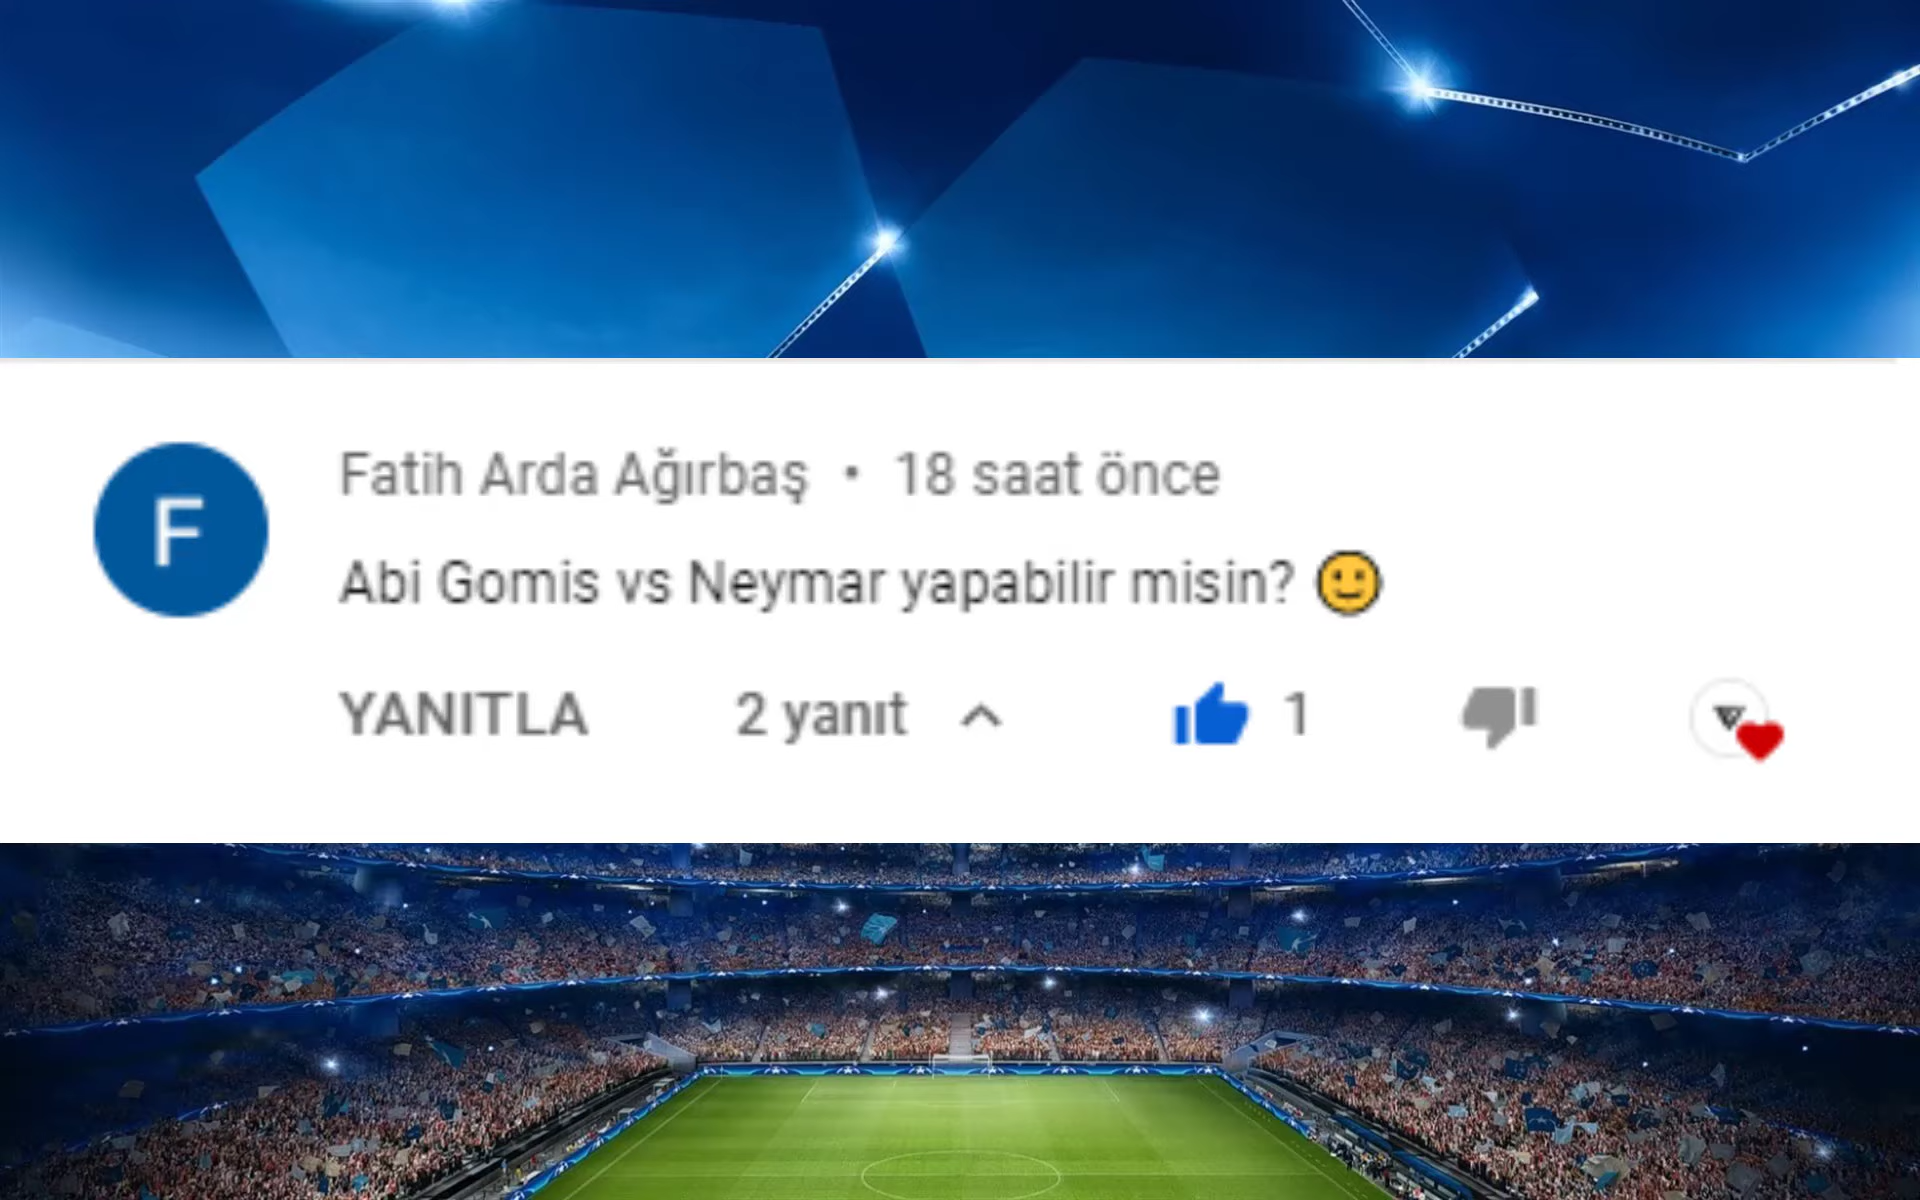 F
Fatih Arda Ağırbaş • 18 saat önce
Abi Gomis vs Neymar yapabilir misin? 🙂
YANITLA 2 yanıt 1